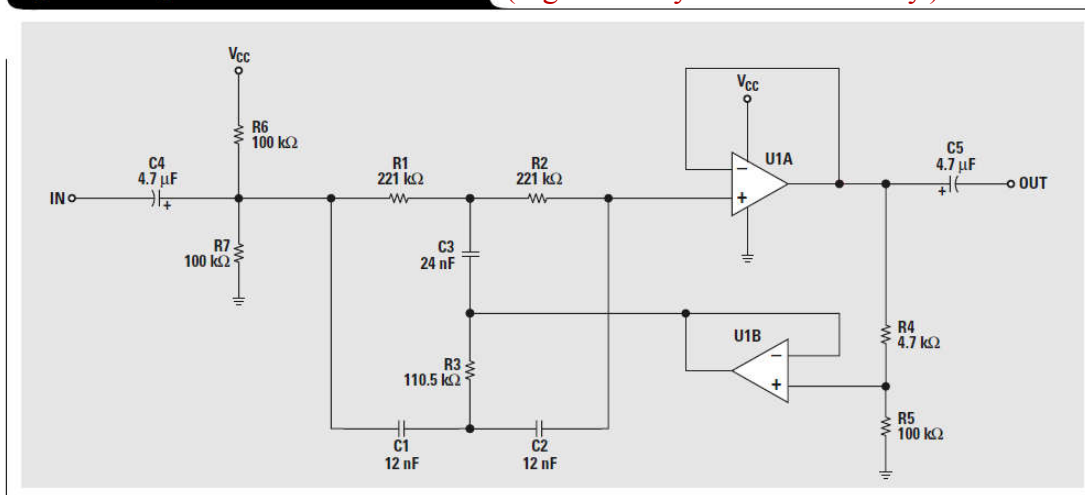 VCC
R6
100 kΩ
C4
4.7 µF
+
IN
R7
100 kΩ
R1
221 kΩ
R2
221 kΩ
C3
24 nF
R3
110.5 kΩ
C1
12 nF
C2
12 nF
VCC
U1A
−
+
C5
4.7 µF
+
OUT
U1B
−
+
R4
4.7 kΩ
R5
100 kΩ